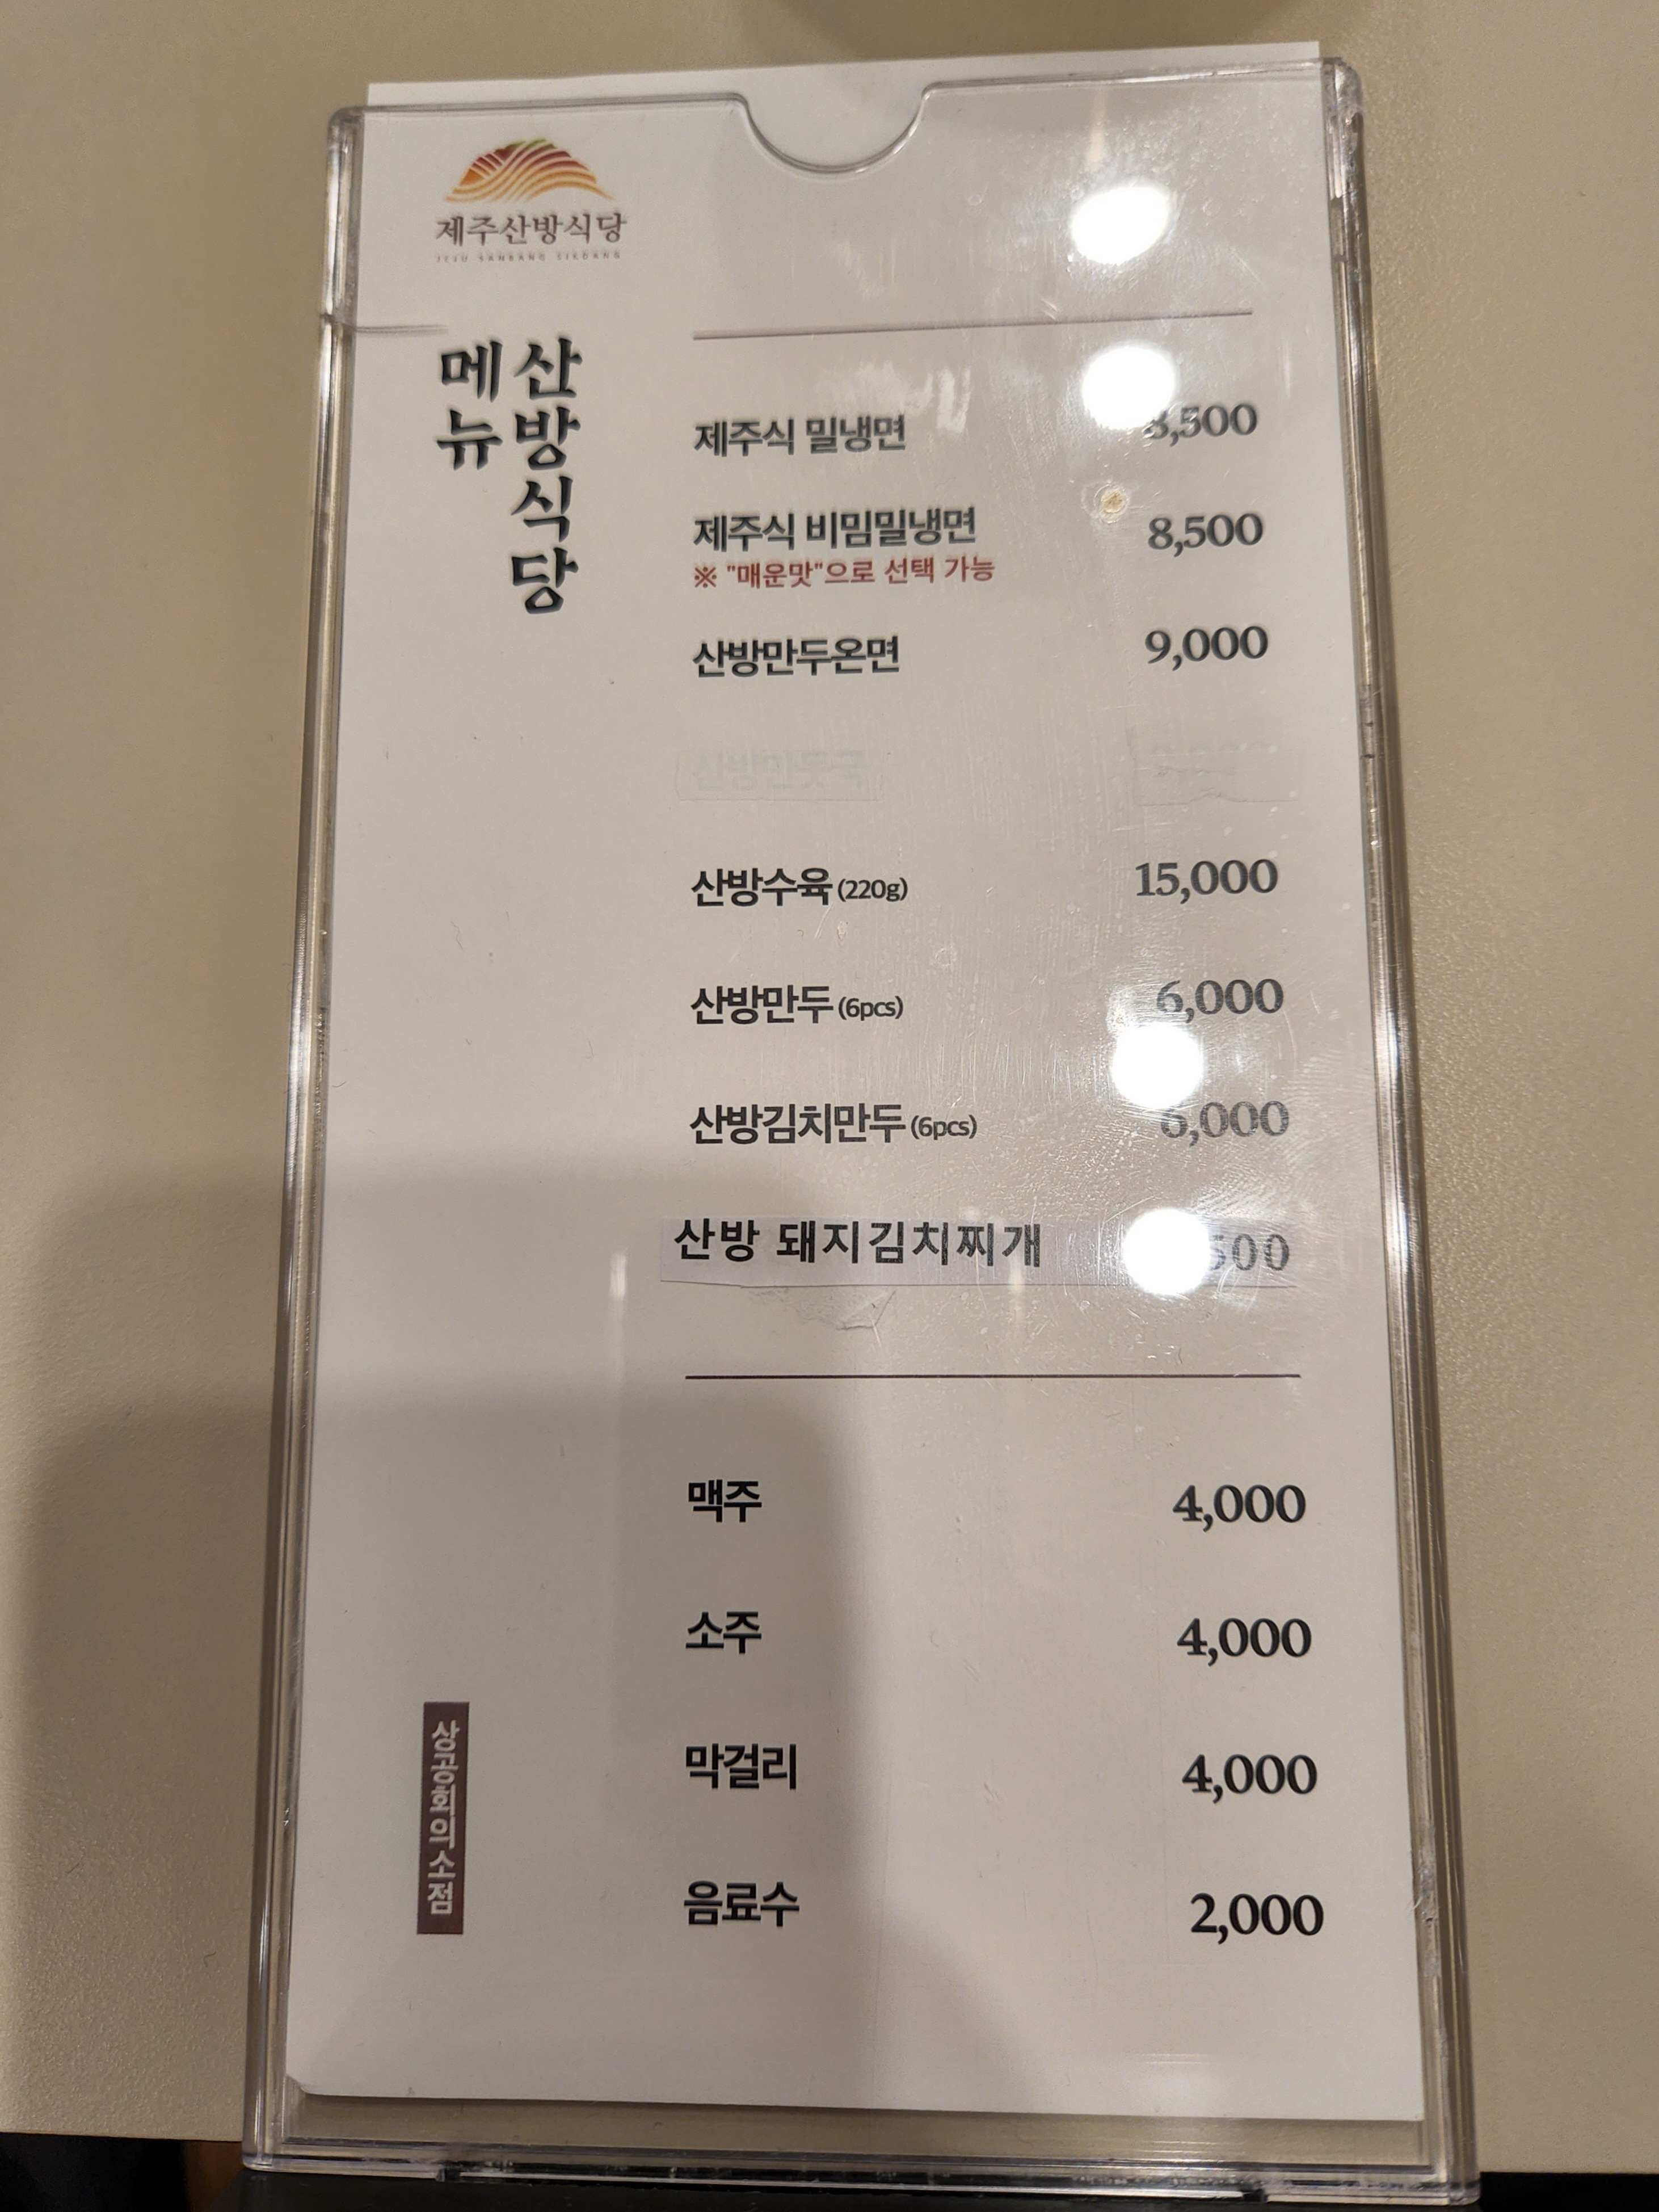 제주산방식당
JEJU SANBANG SIKDANG
산방식당
메뉴
제주식 밀냉면 8,500
제주식 비빔밀냉면 8,500
※ "매운맛"으로 선택 가능
산방만두온면 9,000
산방수육 (220g) 15,000
산방만두 (6pcs) 6,000
산방김치만두 (6pcs) 6,000
산방 돼지김치찌개
맥주 4,000
소주 4,000
막걸리 4,000
음료수 2,000
상공회의소점